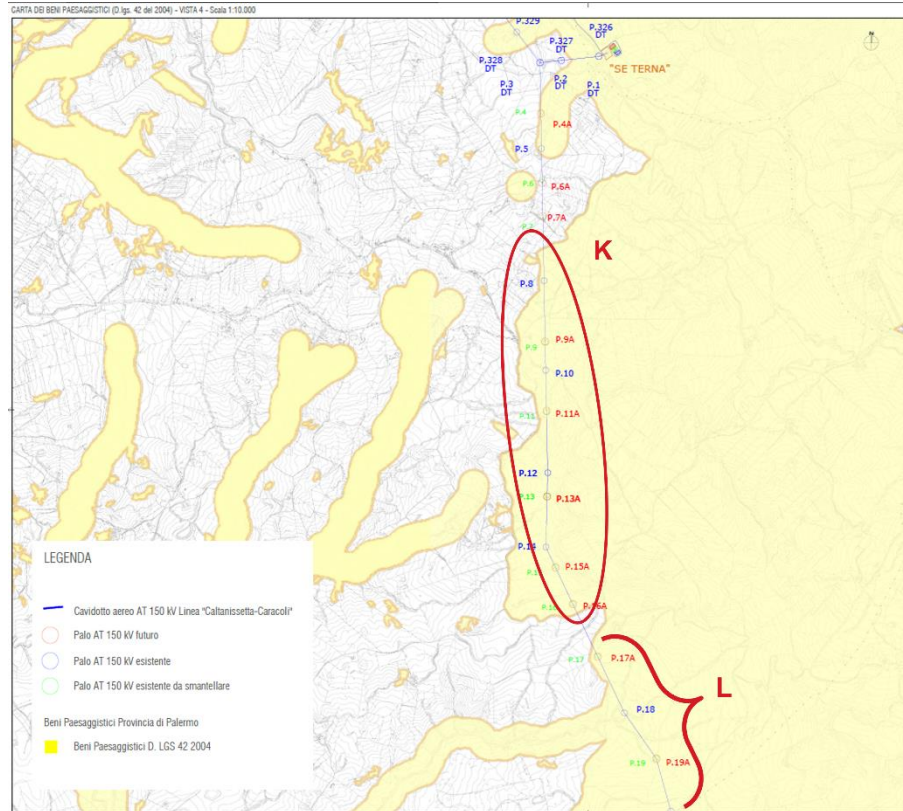 CARTA DEI BENI PAESAGGISTICI (D.lgs. 42 del 2004) - VISTA 4 - Scala 1:10.000
P.329
P.326
DT
P.327
DT
P.328
DT
"SE TERNA"
P.3
DT
P.2
DT
P.1
DT
P.4
P.4A
P.5
P.6
P.6A
P.7A
P.7
K
P.8
P.9
P.9A
P.10
P.11
P.11A
P.12
P.13
P.13A
P.14
P.15A
P.16A
P.17
P.17A
L
P.18
P.19A
LEGENDA
Cavidotto aereo AT 150 kV Linea "Caltanissetta-Caracoli"
Palo AT 150 kV futuro
Palo AT 150 kV esistente
Palo AT 150 kV esistente da smantellare
Beni Paesaggistici Provincia di Palermo
Beni Paesaggistici D. LGS 42 2004